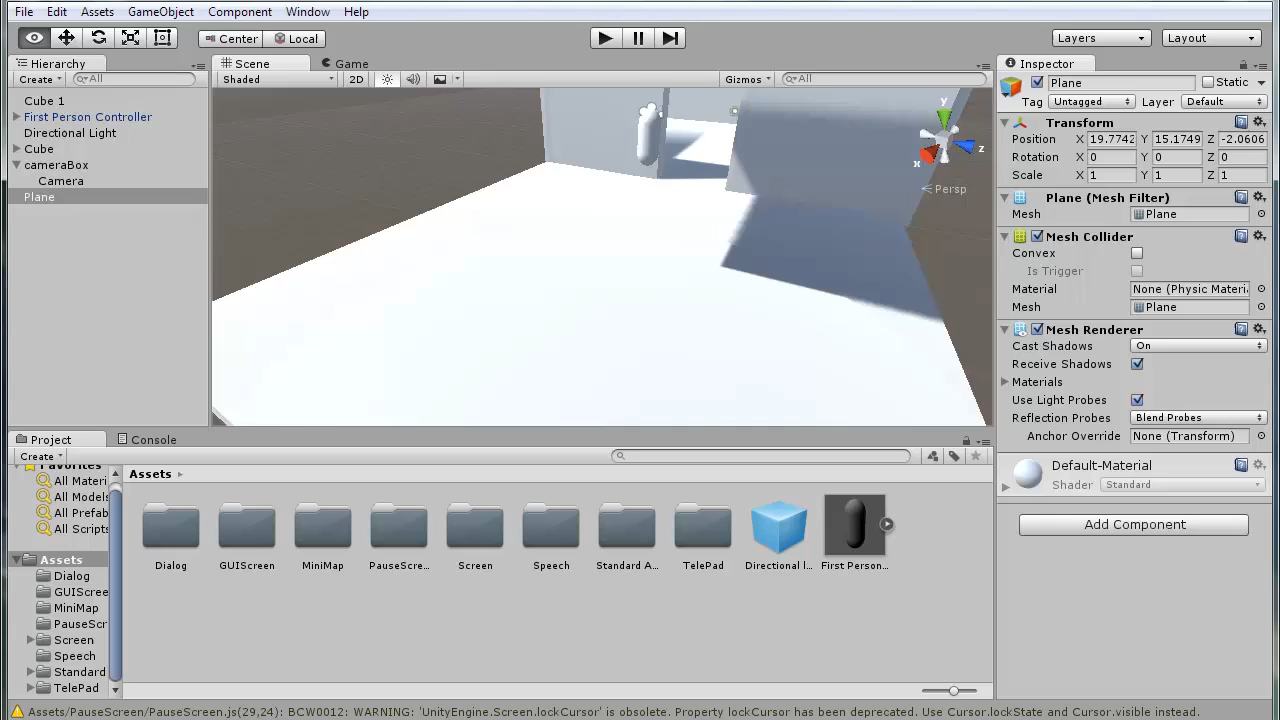 File Edit Assets GameObject Component Window Help
Center Local Layers Layout
Hierarchy
Create All
Cube 1
First Person Controller
Directional Light
Cube
cameraBox
Camera
Plane
Scene Game
Shaded 2D Gizmos All
y
x
z
Persp
Inspector
Plane Static
Tag Untagged Layer Default
Transform
Position X 19.7742 Y 15.1749 Z -2.0606
Rotation X 0 Y 0 Z 0
Scale X 1 Y 1 Z 1
Plane (Mesh Filter)
Mesh Plane
Mesh Collider
Convex
Is Trigger
Material None (Physic Materi
Mesh Plane
Mesh Renderer
Cast Shadows On
Receive Shadows
Materials
Use Light Probes
Reflection Probes Blend Probes
Anchor Override None (Transform)
Default-Material
Shader Standard
Add Component
Project Console
Create
Favorites
All Materi
All Models
All Prefab
All Scripts
Assets
Dialog
GUIScree
MiniMap
PauseScr
Screen
Speech
Standard
TelePad
Assets
Dialog GUIScreen MiniMap PauseScre... Screen Speech Standard A... TelePad Directional l... First Person...
Assets/PauseScreen/PauseScreen.js(29,24): BCW0012: WARNING: 'UnityEngine.Screen.lockCursor' is obsolete. Property lockCursor has been deprecated. Use Cursor.lockState and Cursor.visible instead.